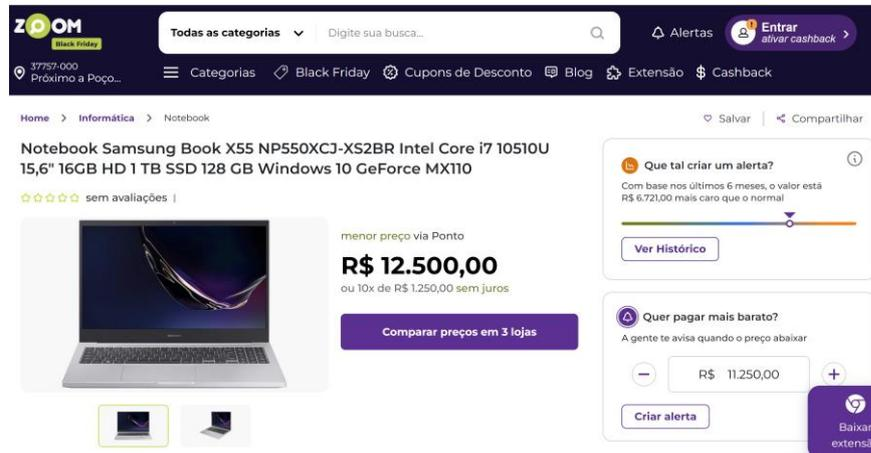 ZOOM
Black Friday
Todas as categorias
Digite sua busca...
Alertas
Entrar
ativar cashback
37757-000
Próximo a Poço...
Categorias
Black Friday
Cupons de Desconto
Blog
Extensão
$ Cashback
Home > Informática > Notebook
Salvar
Compartilhar
Notebook Samsung Book X55 NP550XCJ-XS2BR Intel Core i7 10510U
15,6" 16GB HD 1 TB SSD 128 GB Windows 10 GeForce MX110
sem avaliações |
menor preço via Ponto
R$ 12.500,00
ou 10x de R$ 1.250,00 sem juros
Comparar preços em 3 lojas
Que tal criar um alerta?
Com base nos últimos 6 meses, o valor está
R$ 6.721,00 mais caro que o normal
Ver Histórico
Quer pagar mais barato?
A gente te avisa quando o preço abaixar
R$ 11.250,00
Criar alerta
Baixar
extensã